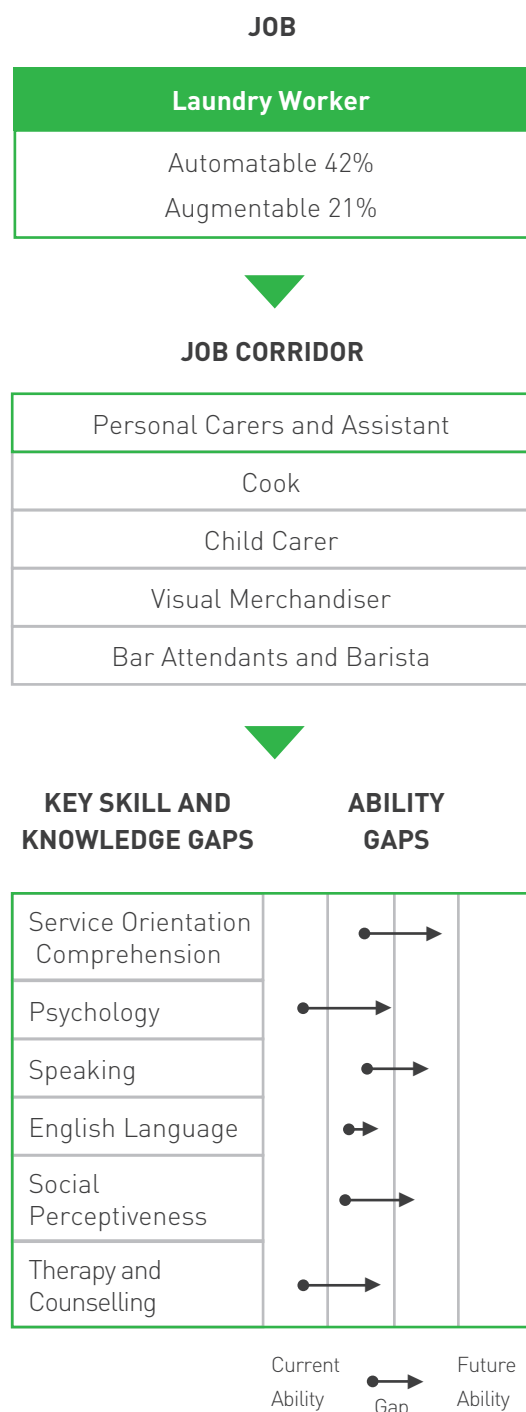 JOB
Laundry Worker
Automatable 42%
Augmentable 21%
JOB CORRIDOR
Personal Carers and Assistant
Cook
Child Carer
Visual Merchandiser
Bar Attendants and Barista
KEY SKILL AND
KNOWLEDGE GAPS
ABILITY
GAPS
Service Orientation
Comprehension
Psychology
Speaking
English Language
Social
Perceptiveness
Therapy and
Counselling
Current
Ability
Gap
Future
Ability